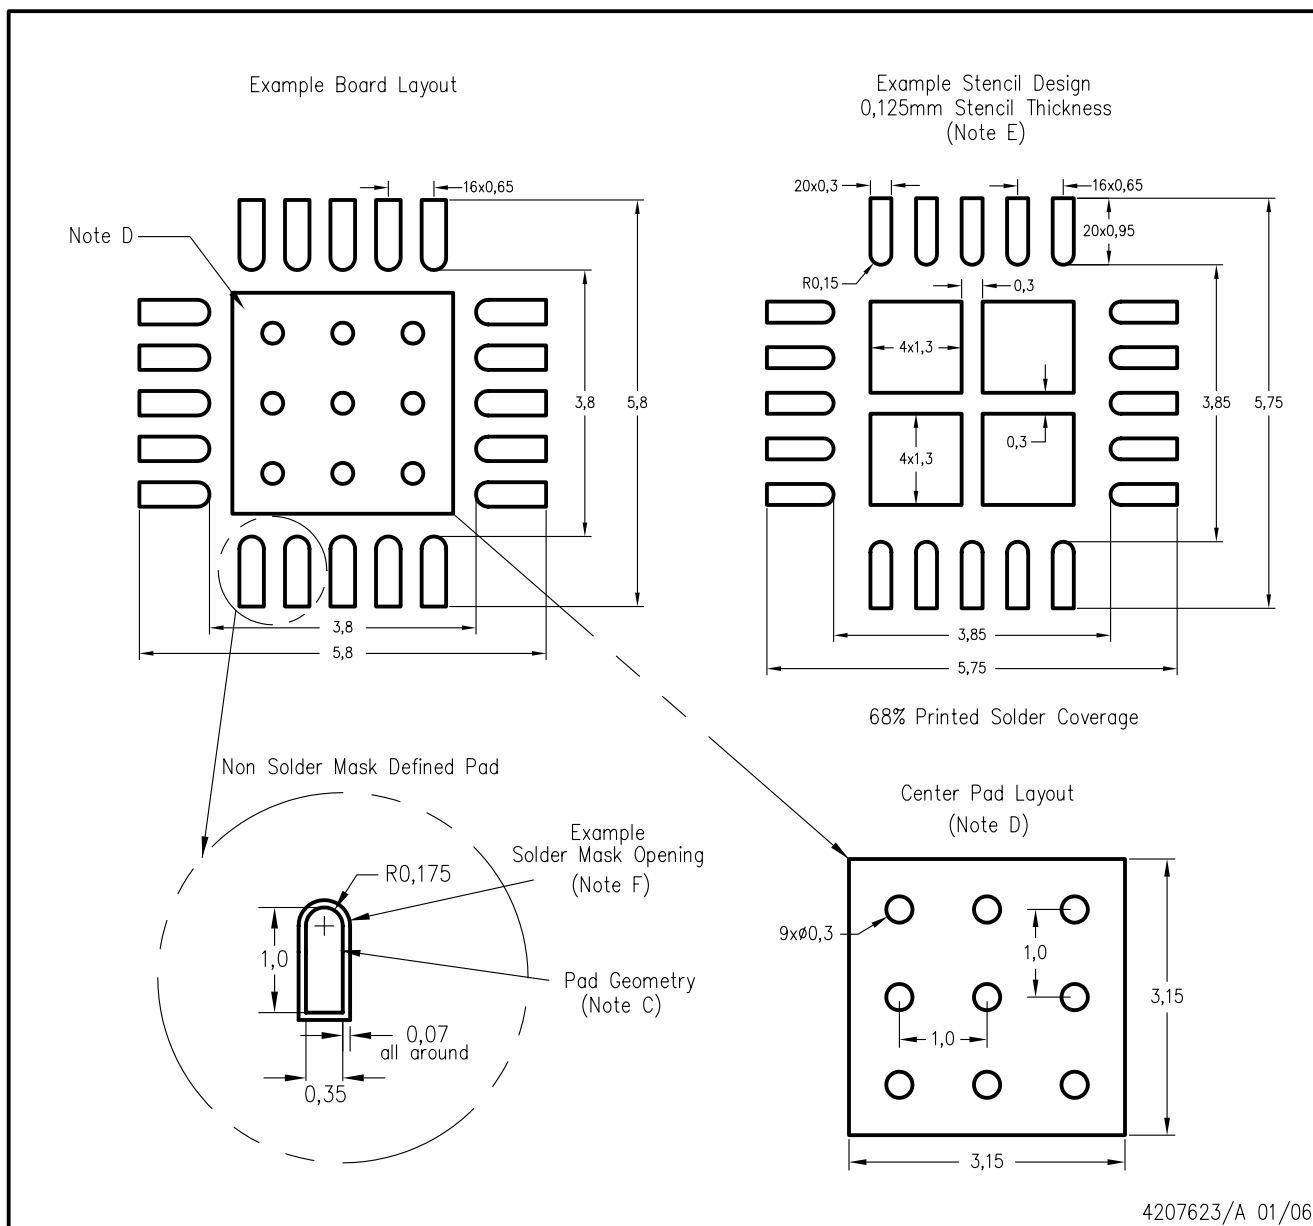 Example Board Layout
16x0,65
Note D
3,8
5,8
3,8
5,8
Example Stencil Design
0,125mm Stencil Thickness
(Note E)
20x0,3
16x0.65
20x0,95
R0,15
0,3
4x1,3
4x1,3
0,3
3,85
5,75
3,85
5,75
68% Printed Solder Coverage
Non Solder Mask Defined Pad
Example
Solder Mask Opening
(Note F)
R0,175
1,0
Pad Geometry
(Note C)
0,07
all around
0,35
Center Pad Layout
(Note D)
9xø0,3
1,0
1,0
3,15
3,15
4207623/A 01/06